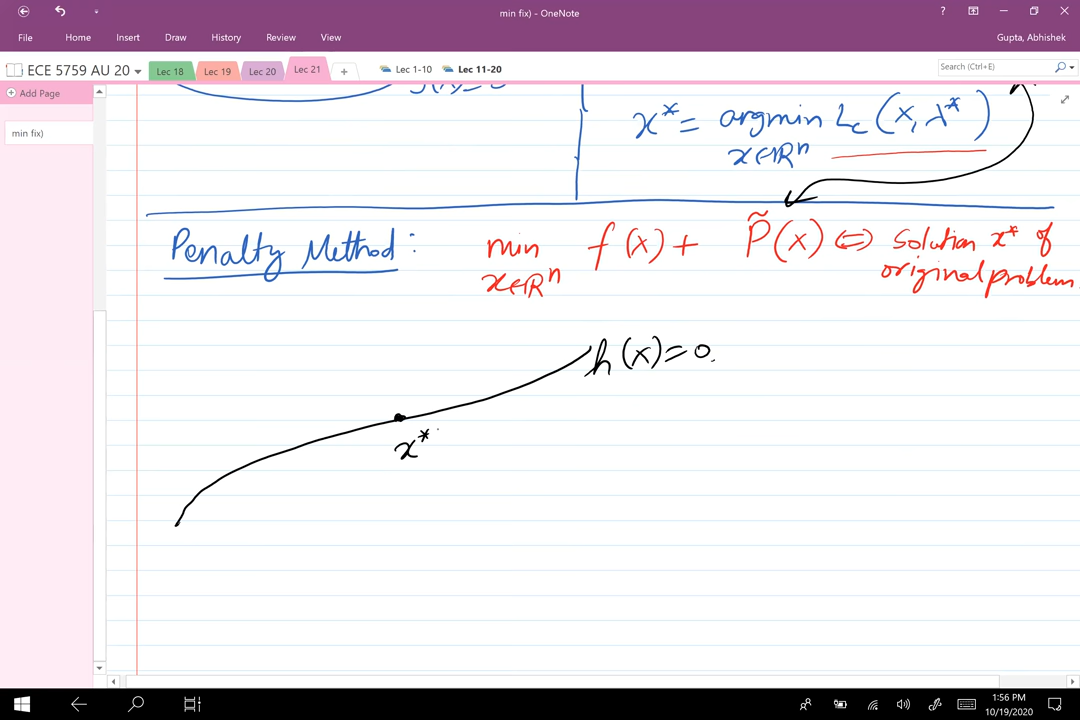 min fix) - OneNote
?
File Home Insert Draw History Review View
Gupta, Abhishek
ECE 5759 AU 20
Lec 18 Lec 19 Lec 20 Lec 21 + Lec 1-10 Lec 11-20
Search (Ctrl+E)
Add Page
min fix)
x* = argmin L_c (x, λ*)
x∈ℝⁿ
Penalty Method: min f(x) + P̃(x) ⇔ Solution x* of
x∈ℝⁿ original problem
h(x) = 0.
x*
1:56 PM
10/19/2020